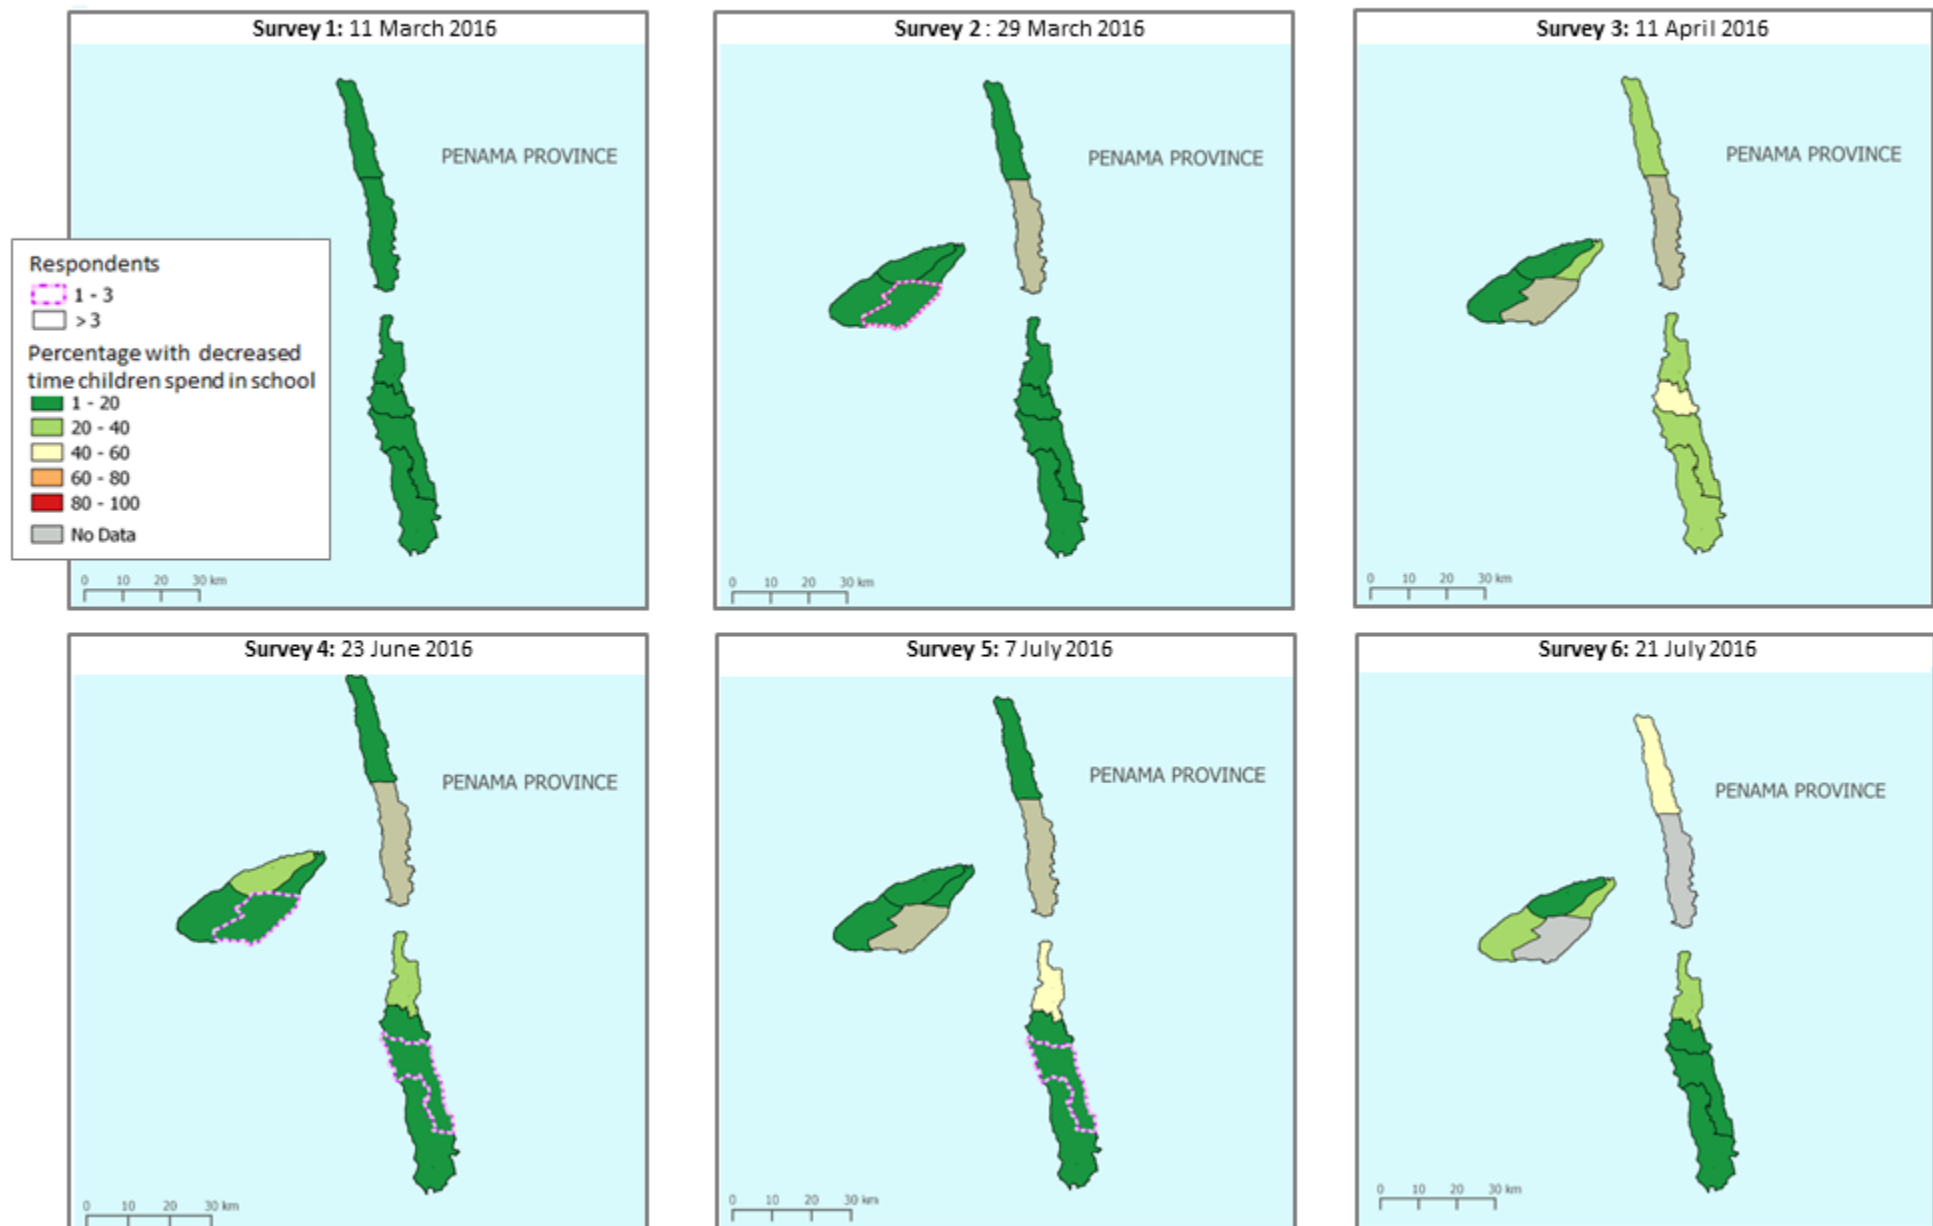 Survey 1: 11 March 2016
PENAMA PROVINCE
Respondents
1 - 3
> 3
Percentage with decreased
time children spend in school
1 - 20
20 - 40
40 - 60
60 - 80
80 - 100
No Data
0 10 20 30 km
Survey 2 : 29 March 2016
PENAMA PROVINCE
0 10 20 30 km
Survey 3: 11 April 2016
PENAMA PROVINCE
0 10 20 30 km
Survey 4: 23 June 2016
PENAMA PROVINCE
0 10 20 30 km
Survey 5: 7 July 2016
PENAMA PROVINCE
0 10 20 30 km
Survey 6: 21 July 2016
PENAMA PROVINCE
0 10 20 30 km